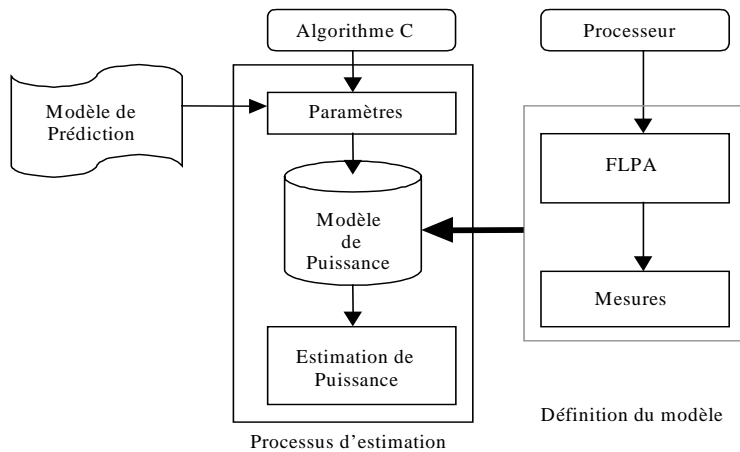 Algorithme C
Processeur
Modèle de
Prédiction
Paramètres
FLPA
Modèle
de
Puissance
Mesures
Estimation de
Puissance
Définition du modèle
Processus d’estimation